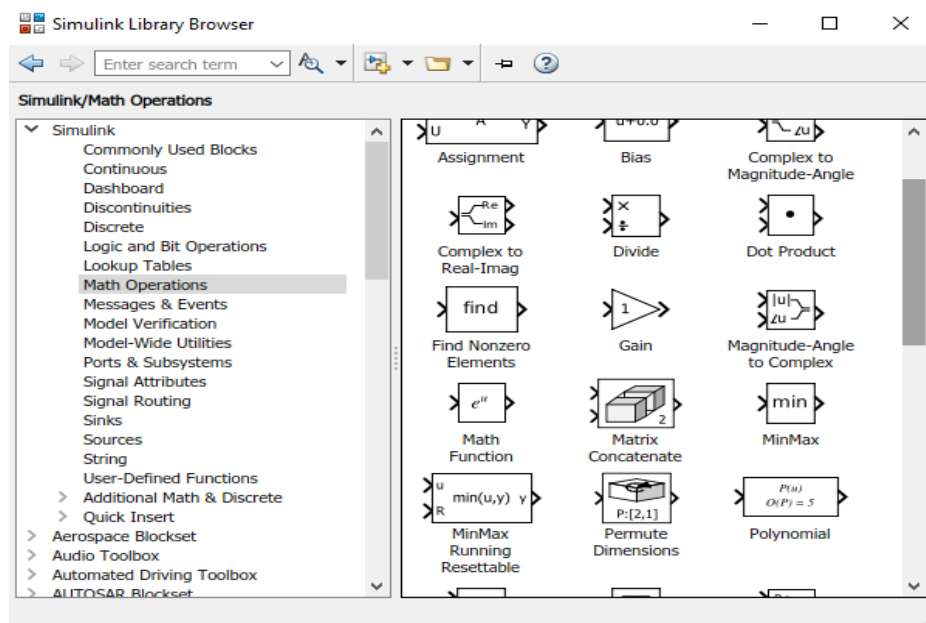 Simulink Library Browser
Enter search term
Simulink/Math Operations
Simulink
Commonly Used Blocks
Continuous
Dashboard
Discontinuities
Discrete
Logic and Bit Operations
Lookup Tables
Math Operations
Messages & Events
Model Verification
Model-Wide Utilities
Ports & Subsystems
Signal Attributes
Signal Routing
Sinks
Sources
String
User-Defined Functions
Additional Math & Discrete
Quick Insert
Aerospace Blockset
Audio Toolbox
Automated Driving Toolbox
AUTOSAR Blockset
U A Y
Assignment
u+0.0
Bias
∠u
Complex to
Magnitude-Angle
Re
Im
Complex to
Real-Imag
×
÷
Divide
Dot Product
find
Find Nonzero
Elements
1
Gain
|u|
∠u
Magnitude-Angle
to Complex
e^u
Math
Function
2
Matrix
Concatenate
min
MinMax
u
min(u,y) y
R
MinMax
Running
Resettable
P:[2,1]
Permute
Dimensions
P(u)
O(P) = 5
Polynomial